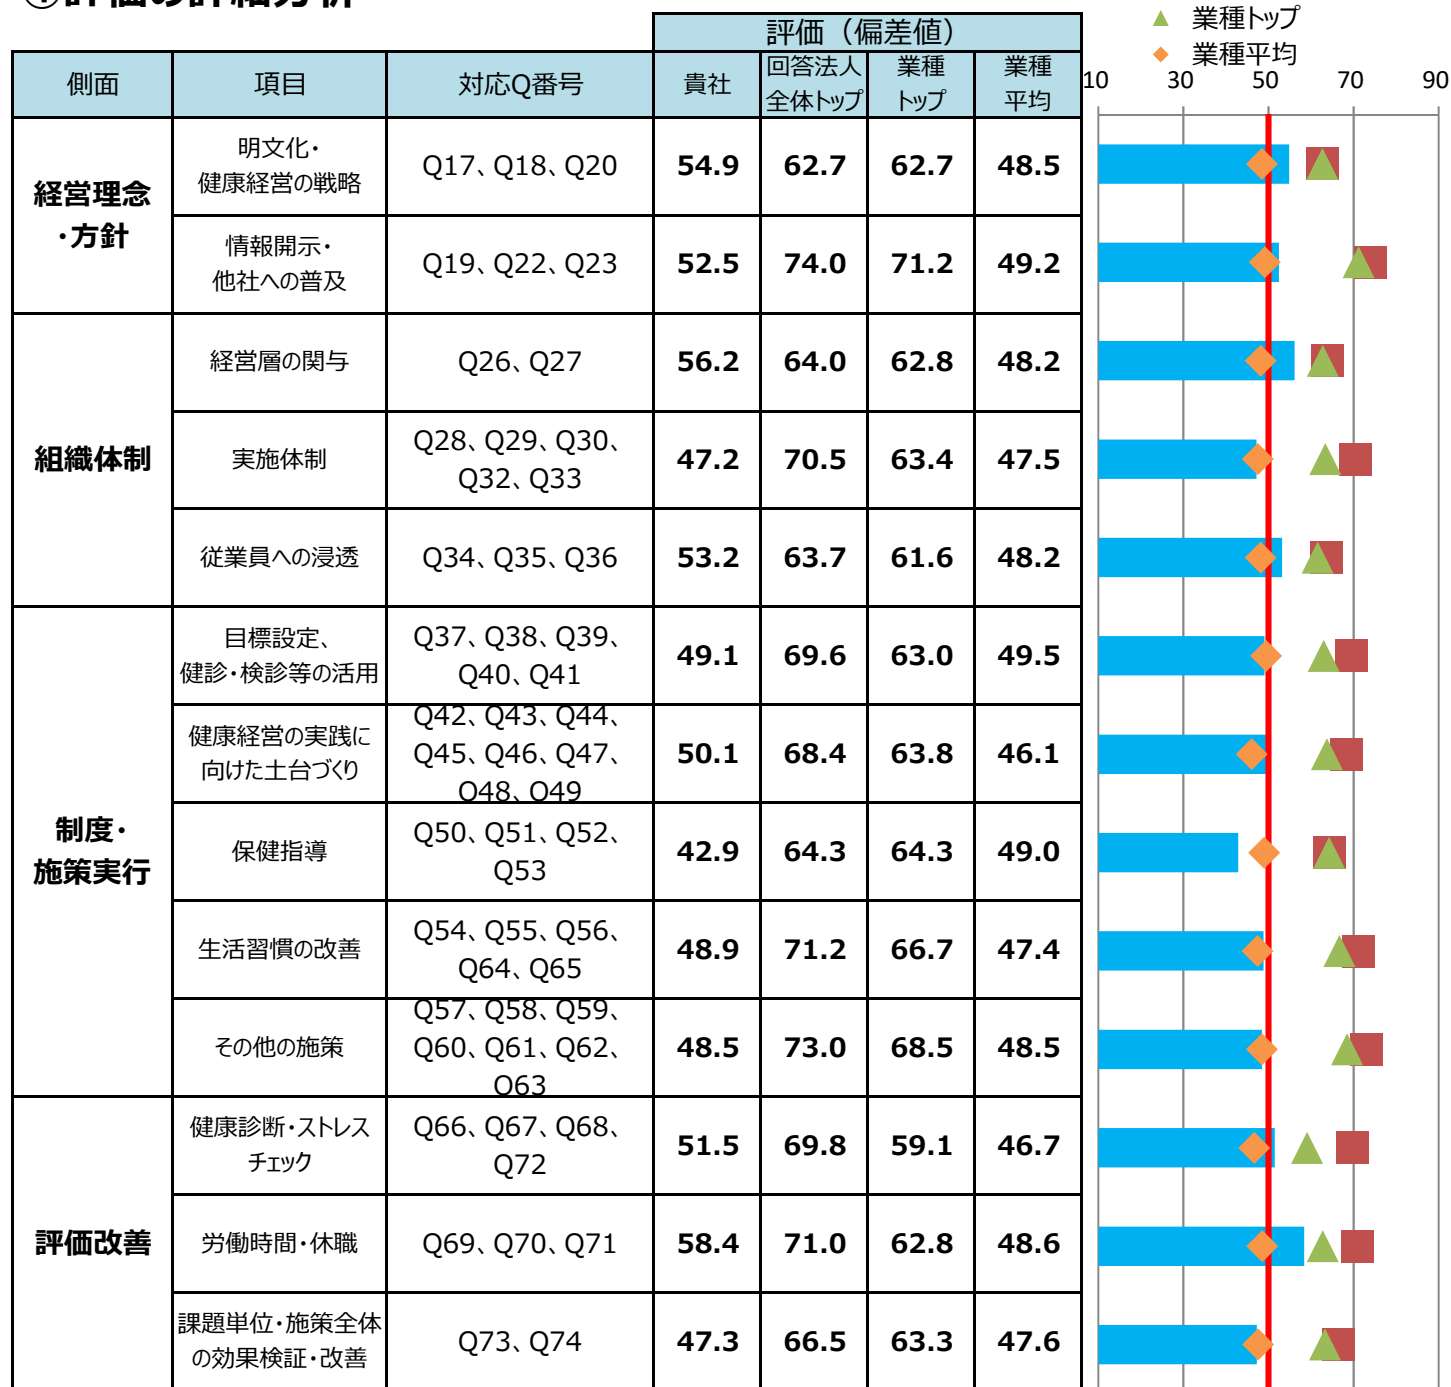 ①評価の詳細分析
評価（偏差値）
側面 項目 対応Q番号 貴社 回答法人全体トップ 業種トップ 業種平均
▲ 業種トップ
◆ 業種平均
10 30 50 70 90
経営理念・方針
明文化・健康経営の戦略 Q17、Q18、Q20 54.9 62.7 62.7 48.5
情報開示・他社への普及 Q19、Q22、Q23 52.5 74.0 71.2 49.2
組織体制
経営層の関与 Q26、Q27 56.2 64.0 62.8 48.2
実施体制 Q28、Q29、Q30、Q32、Q33 47.2 70.5 63.4 47.5
従業員への浸透 Q34、Q35、Q36 53.2 63.7 61.6 48.2
制度・施策実行
目標設定、健診・検診等の活用 Q37、Q38、Q39、Q40、Q41 49.1 69.6 63.0 49.5
健康経営の実践に向けた土台づくり Q42、Q43、Q44、Q45、Q46、Q47、Q48、Q49 50.1 68.4 63.8 46.1
保健指導 Q50、Q51、Q52、Q53 42.9 64.3 64.3 49.0
生活習慣の改善 Q54、Q55、Q56、Q64、Q65 48.9 71.2 66.7 47.4
その他の施策 Q57、Q58、Q59、Q60、Q61、Q62、Q63 48.5 73.0 68.5 48.5
評価改善
健康診断・ストレスチェック Q66、Q67、Q68、Q72 51.5 69.8 59.1 46.7
労働時間・休職 Q69、Q70、Q71 58.4 71.0 62.8 48.6
課題単位・施策全体の効果検証・改善 Q73、Q74 47.3 66.5 63.3 47.6